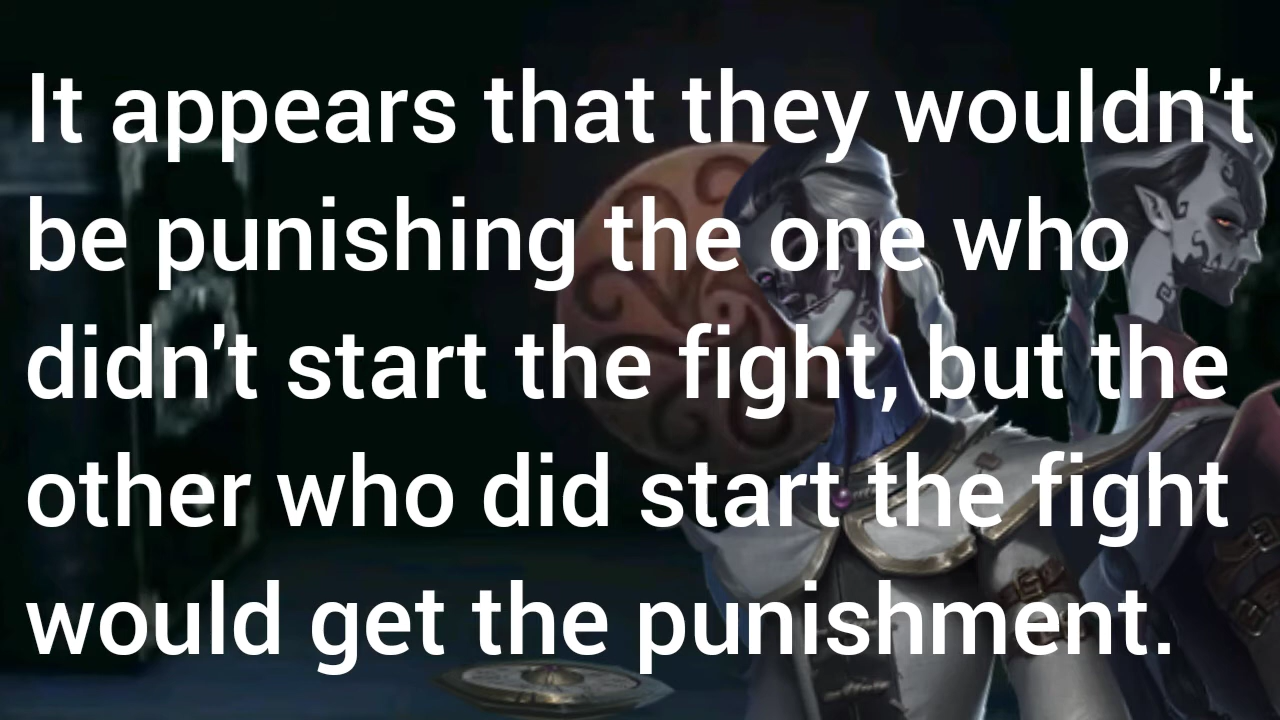 It appears that they wouldn't
be punishing the one who
didn't start the fight, but the
other who did start the fight
would get the punishment.